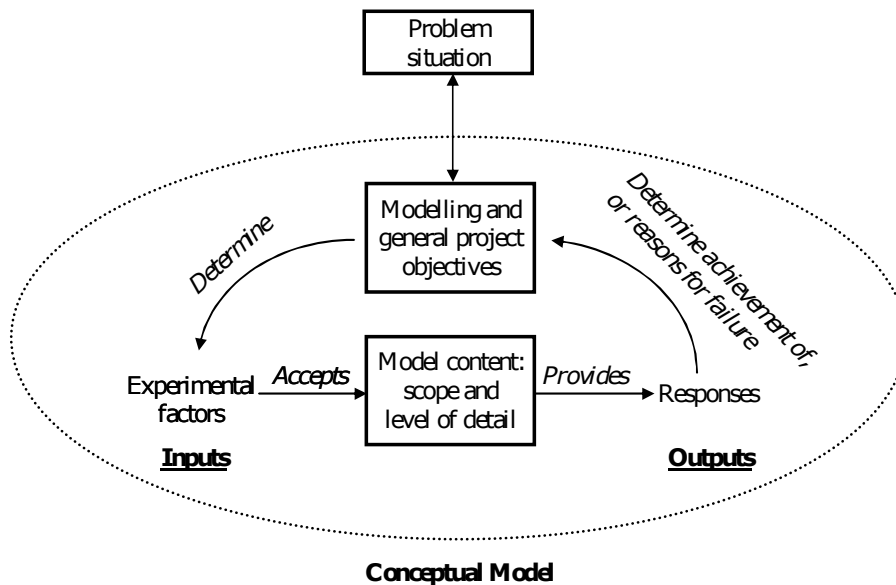 Problem
situation
Modelling and
general project
objectives
Determine
Determine achievement of,
or reasons for failure
Experimental
factors
Accepts
Model content:
scope and
level of detail
Provides
Responses
Inputs
Outputs
Conceptual Model